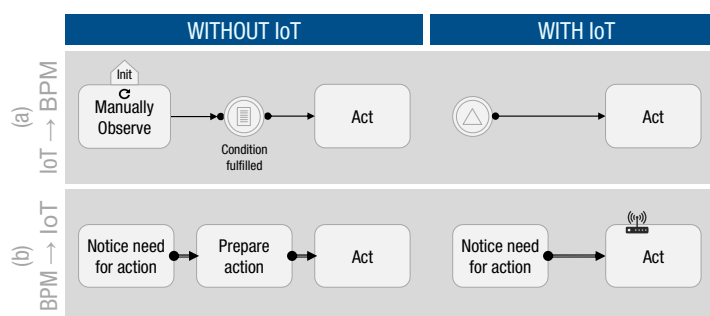 WITHOUT IoT
WITH IoT
(a)
IoT → BPM
Init
Manually
Observe
Condition
fulfilled
Act
Act
(b)
BPM → IoT
Notice need
for action
Prepare
action
Act
Notice need
for action
Act